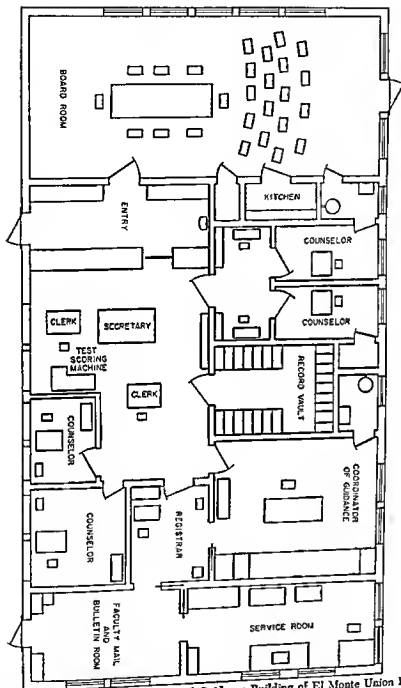 BOARD ROOM
KITCHEN
ENTRY
COUNSELOR
COUNSELOR
CLERK
SECRETARY
TEST
SCORING
MACHINE
CLERK
RECORD VAULT
COUNSELOR
COORDINATOR
OF GUIDANCE
COUNSELOR
REGISTRAR
FACULTY MAIL
AND
BULLETIN ROOM
SERVICE ROOM
Building of El Monte Union